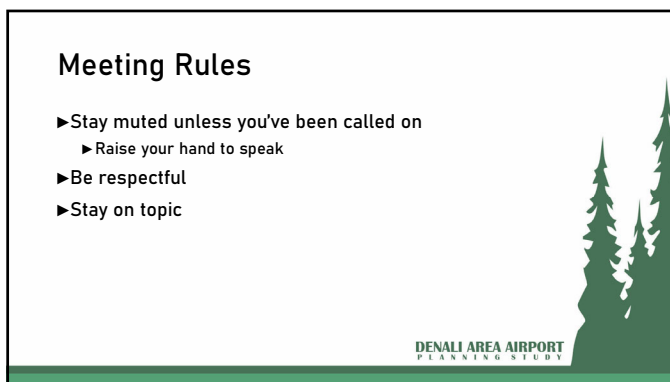 Meeting Rules
►Stay muted unless you've been called on
►Raise your hand to speak
►Be respectful
►Stay on topic
DENALI AREA AIRPORT
PLANNING STUDY